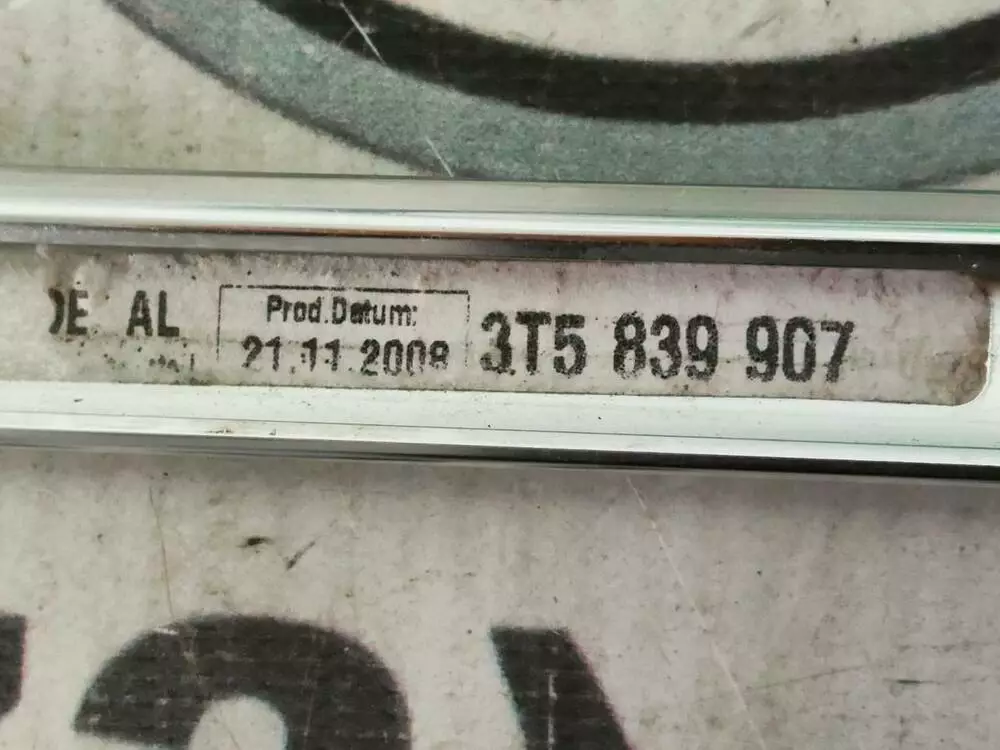 DE AL
Prod.Datum:
21.11.2008
3T5 839 907